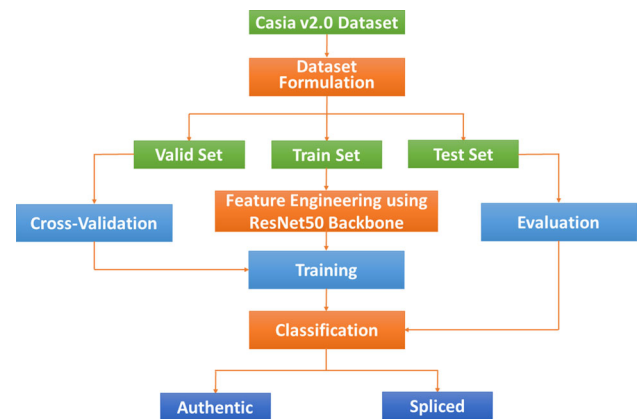 Casia v2.0 Dataset
Dataset
Formulation
Valid Set
Train Set
Test Set
Cross-Validation
Feature Engineering using
ResNet50 Backbone
Evaluation
Training
Classification
Authentic
Spliced